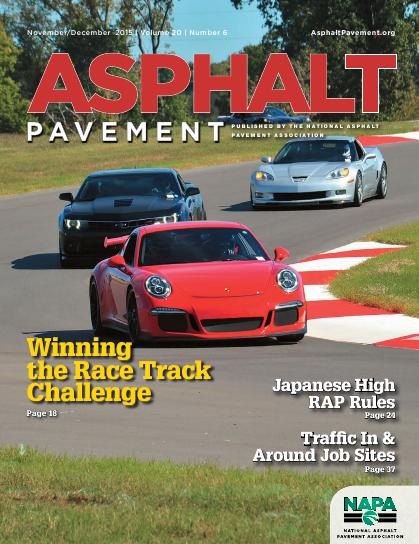 November/December 2015 | Volume 20 | Number 6
AsphaltPavement.org
ASPHALT
PAVEMENT
PUBLISHED BY THE NATIONAL ASPHALT
PAVEMENT ASSOCIATION
Winning
the Race Track
Challenge
Page 18
Japanese High
RAP Rules
Page 24
Traffic In &
Around Job Sites
Page 37
NAPA
NATIONAL ASPHALT
PAVEMENT ASSOCIATION